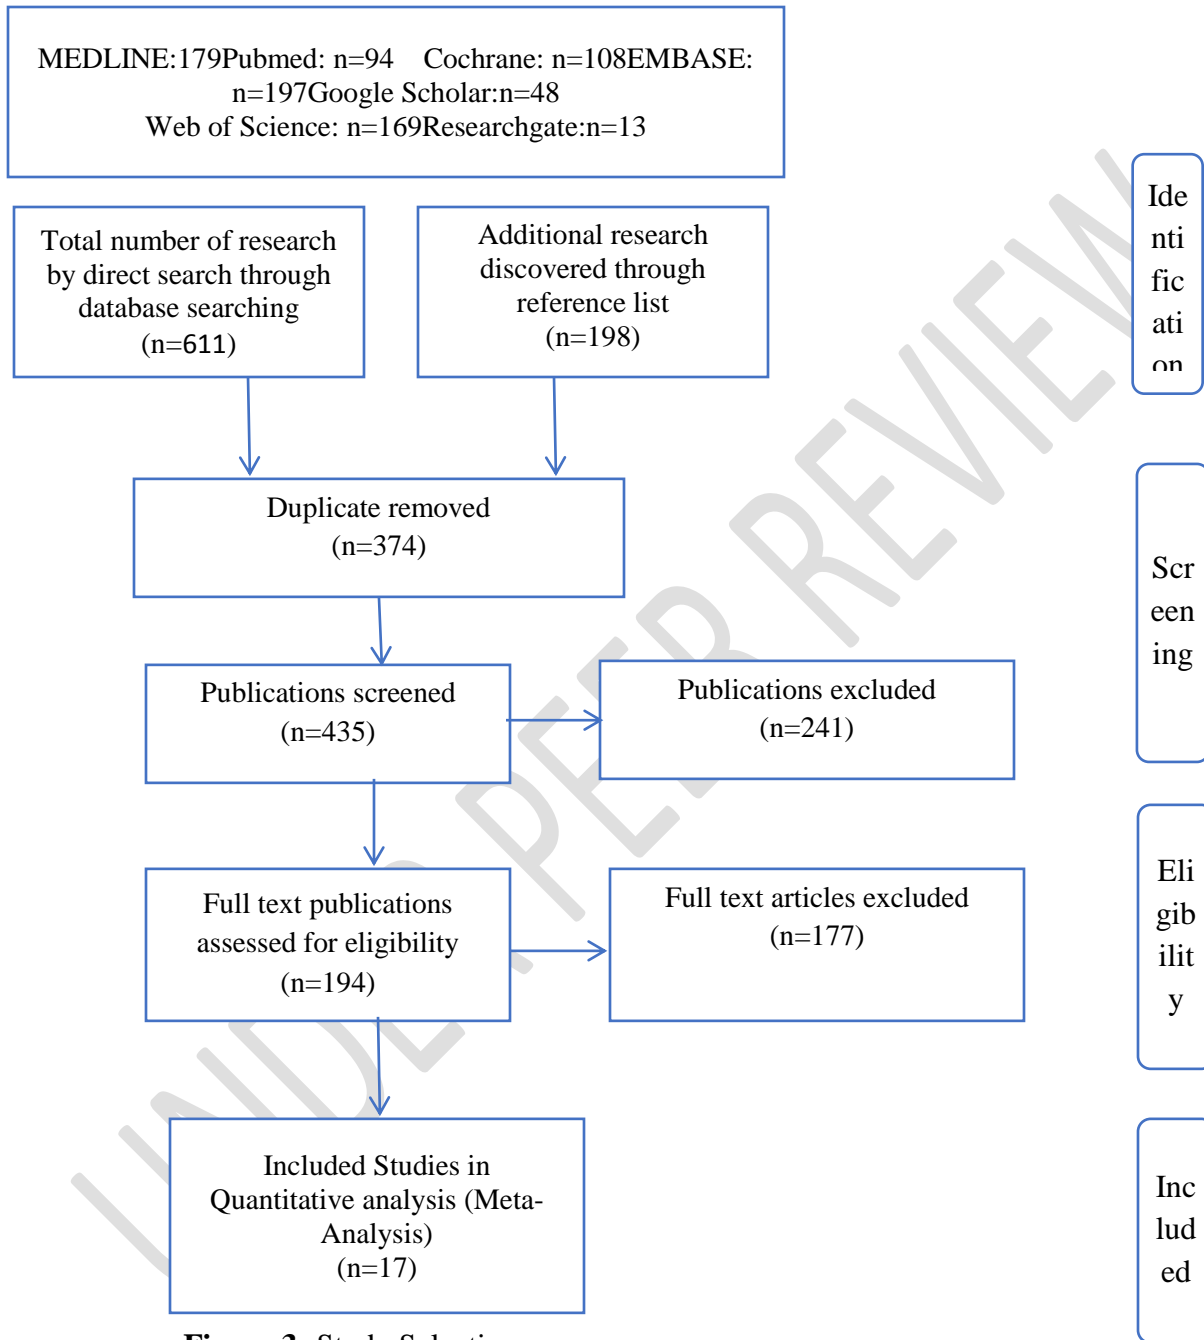 MEDLINE:179Pubmed: n=94 Cochrane: n=108EMBASE:
n=197Google Scholar:n=48
Web of Science: n=169Researchgate:n=13
Total number of research
by direct search through
database searching
(n=611)
Additional research
discovered through
reference list
(n=198)
Ide
nti
fic
ati
on
Duplicate removed
(n=374)
Scr
een
ing
Publications screened
(n=435)
Publications excluded
(n=241)
Full text publications
assessed for eligibility
(n=194)
Full text articles excluded
(n=177)
Eli
gib
ilit
y
Included Studies in
Quantitative analysis (Meta-
Analysis)
(n=17)
Inc
lud
ed
UNDER PEER REVIEW